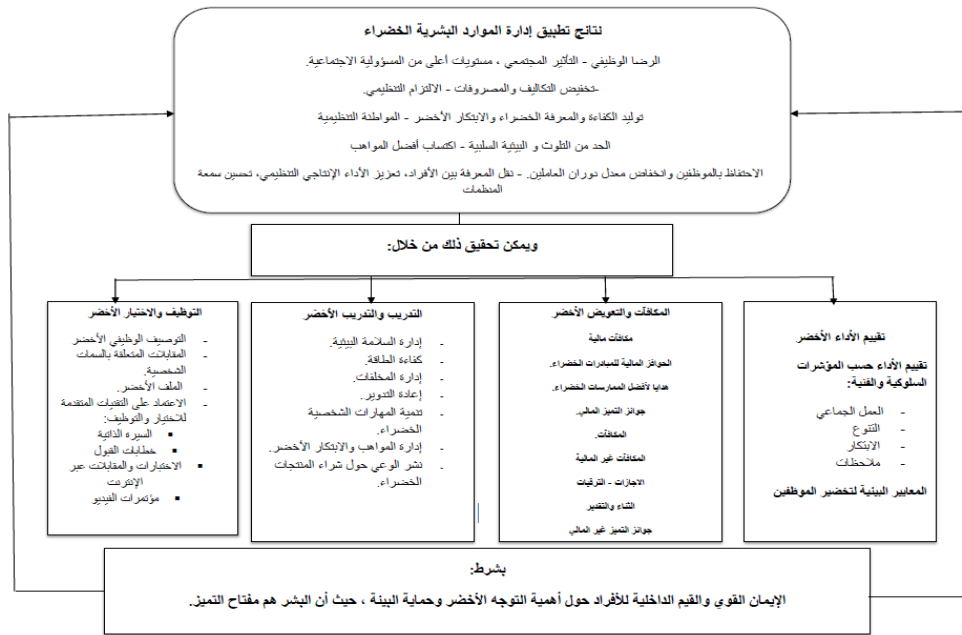 نتائج تطبيق إدارة الموارد البشرية الخضراء
الرضا الوظيفي - التأثير المجتمعي ، مستويات أعلى من المسؤولية الاجتماعية.
-تخفيض التكاليف والمصروفات - الالتزام التنظيمي.
توليد الكفاءة والمعرفة الخضراء والابتكار الأخضر - المواطنة التنظيمية
الحد من التلوث و البيئية السلبية - اكتساب أفضل المواهب
الاحتفاظ بالموظفين وانخفاض معدل دوران العاملين. - نقل المعرفة بين الأفراد، تعزيز الأداء الإنتاجي التنظيمي، تحسين سمعة
المنظمات
ويمكن تحقيق ذلك من خلال:
تقييم الأداء الأخضر
تقييم الأداء حسب المؤشرات
السلوكية والفنية:
- العمل الجماعي
- التنوع
- الابتكار
- ملاحظات
المعايير البيئية لتخضير الموظفين
المكافآت والتعويض الأخضر
مكافآت مالية
الحوافز المالية للمبادرات الخضراء.
هدايا لأفضل الممارسات الخضراء.
جوائز التميز المالي.
المكافآت.
المكافآت غير المالية
الاجازات - الترقيات
الثناء والتقدير
جوائز التميز غير المالي
التدريب والتدريب الأخضر
- إدارة السلامة البيئية.
- كفاءة الطاقة.
- إدارة المخلفات.
- إعادة التدوير.
- تنمية المهارات الشخصية
الخضراء.
- إدارة المواهب والابتكار الأخضر.
- نشر الوعي حول شراء المنتجات
الخضراء.
التوظيف والاختبار الأخضر
- التوصيف الوظيفي الأخضر
- المقابلات المتعلقة بالسمات
الشخصية.
- الملف الأخضر.
- الاعتماد على التقنيات المتقدمة
للاختيار والتوظيف:
▪ السيرة الذاتية
▪ خطابات القبول
▪ الاختبارات والمقابلات عبر
الإنترنت
▪ مؤتمرات الفيديو
بشرط:
الإيمان القوي والقيم الداخلية للأفراد حول أهمية التوجه الأخضر وحماية البيئة ، حيث أن البشر هم مفتاح التميز.